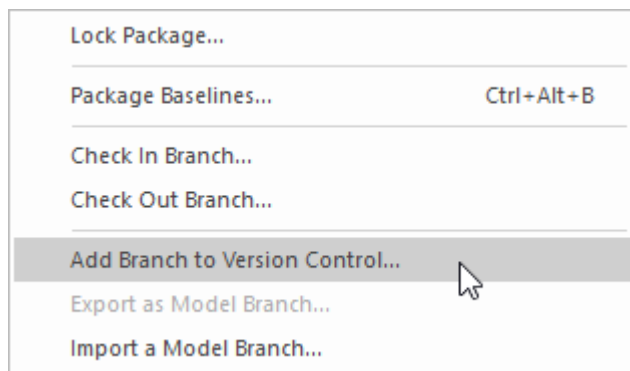 Lock Package...
Package Baselines... Ctrl+Alt+B
Check In Branch...
Check Out Branch...
Add Branch to Version Control...
Export as Model Branch...
Import a Model Branch...